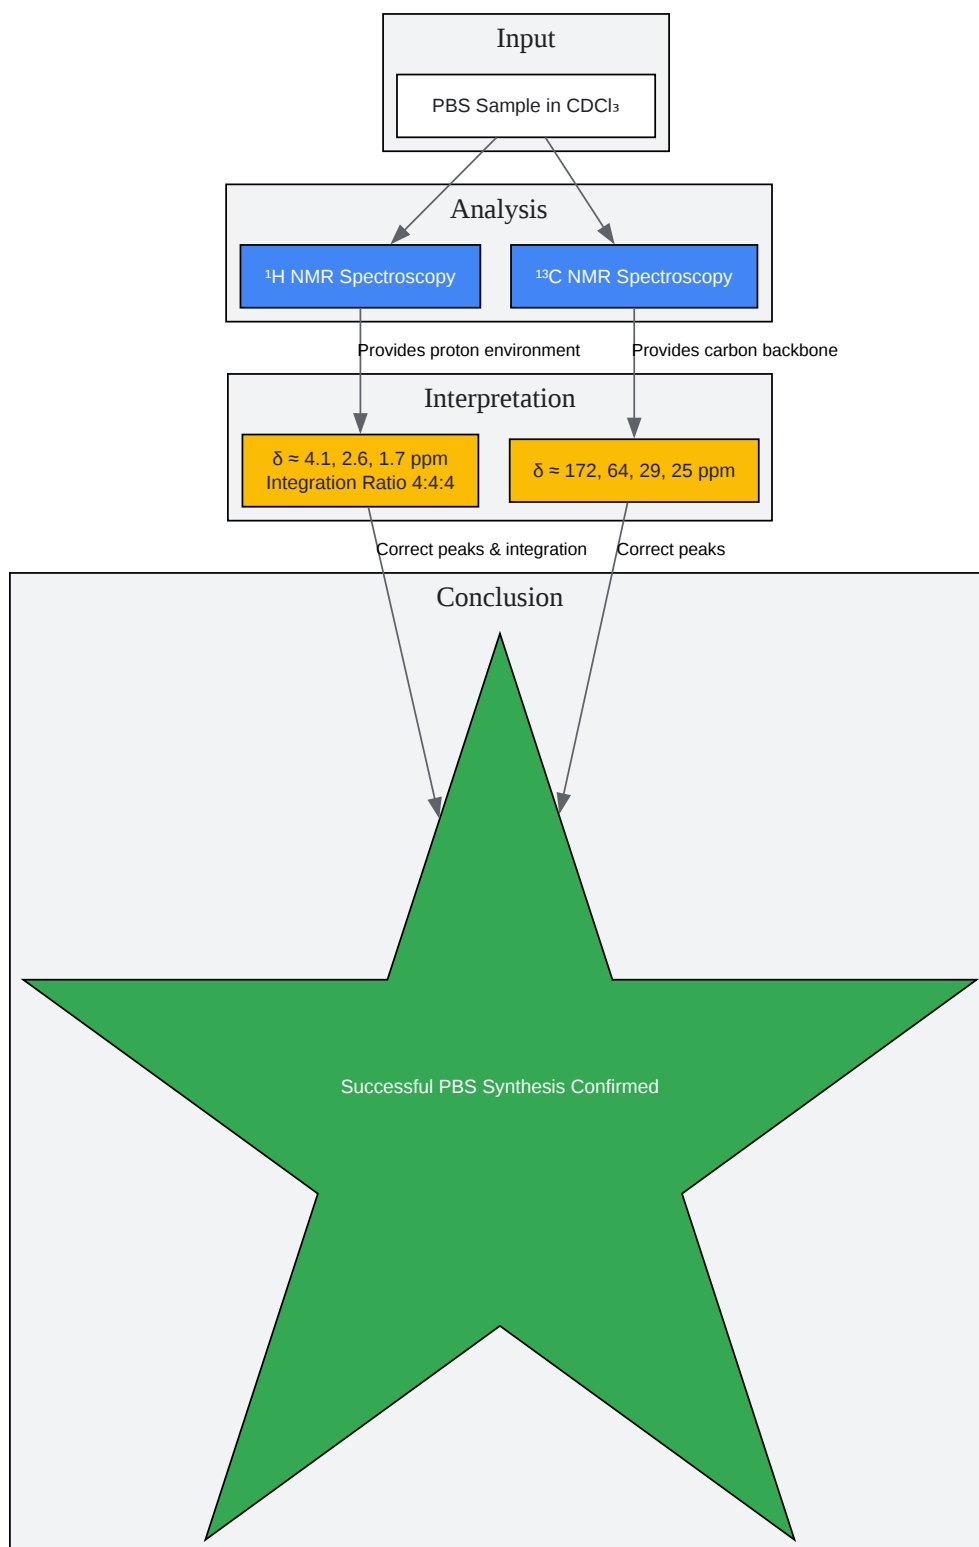 Input
PBS Sample in CDCl₃
Analysis
¹H NMR Spectroscopy
¹³C NMR Spectroscopy
Provides proton environment
Provides carbon backbone
Interpretation
δ ≈ 4.1, 2.6, 1.7 ppm
Integration Ratio 4:4:4
δ ≈ 172, 64, 29, 25 ppm
Correct peaks & integration
Correct peaks
Conclusion
Successful PBS Synthesis Confirmed